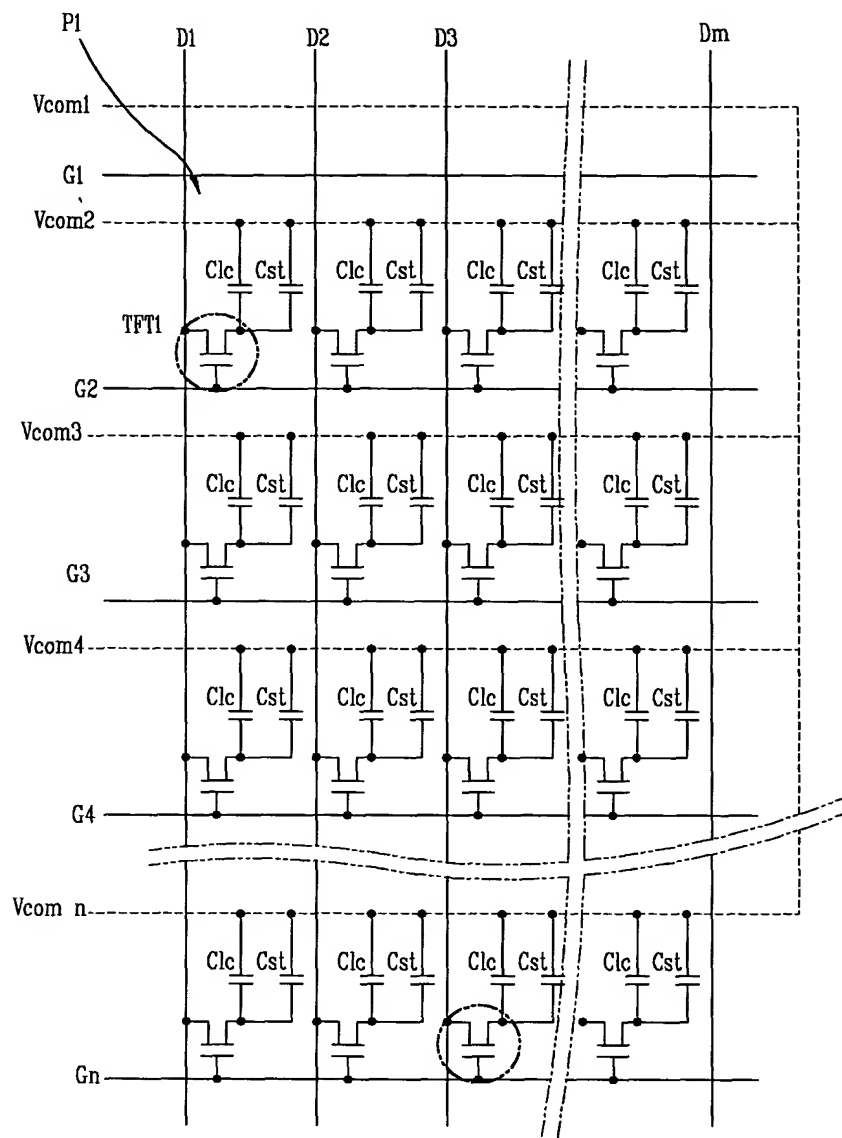 P1
D1 D2 D3 Dm
Vcom1
G1
Vcom2
Clc Cst Clc Cst Clc Cst Clc Cst
TFT1
G2
Vcom3
Clc Cst Clc Cst Clc Cst Clc Cst
G3
Vcom4
Clc Cst Clc Cst Clc Cst Clc Cst
G4
Vcom n
Clc Cst Clc Cst Clc Cst Clc Cst
Gn